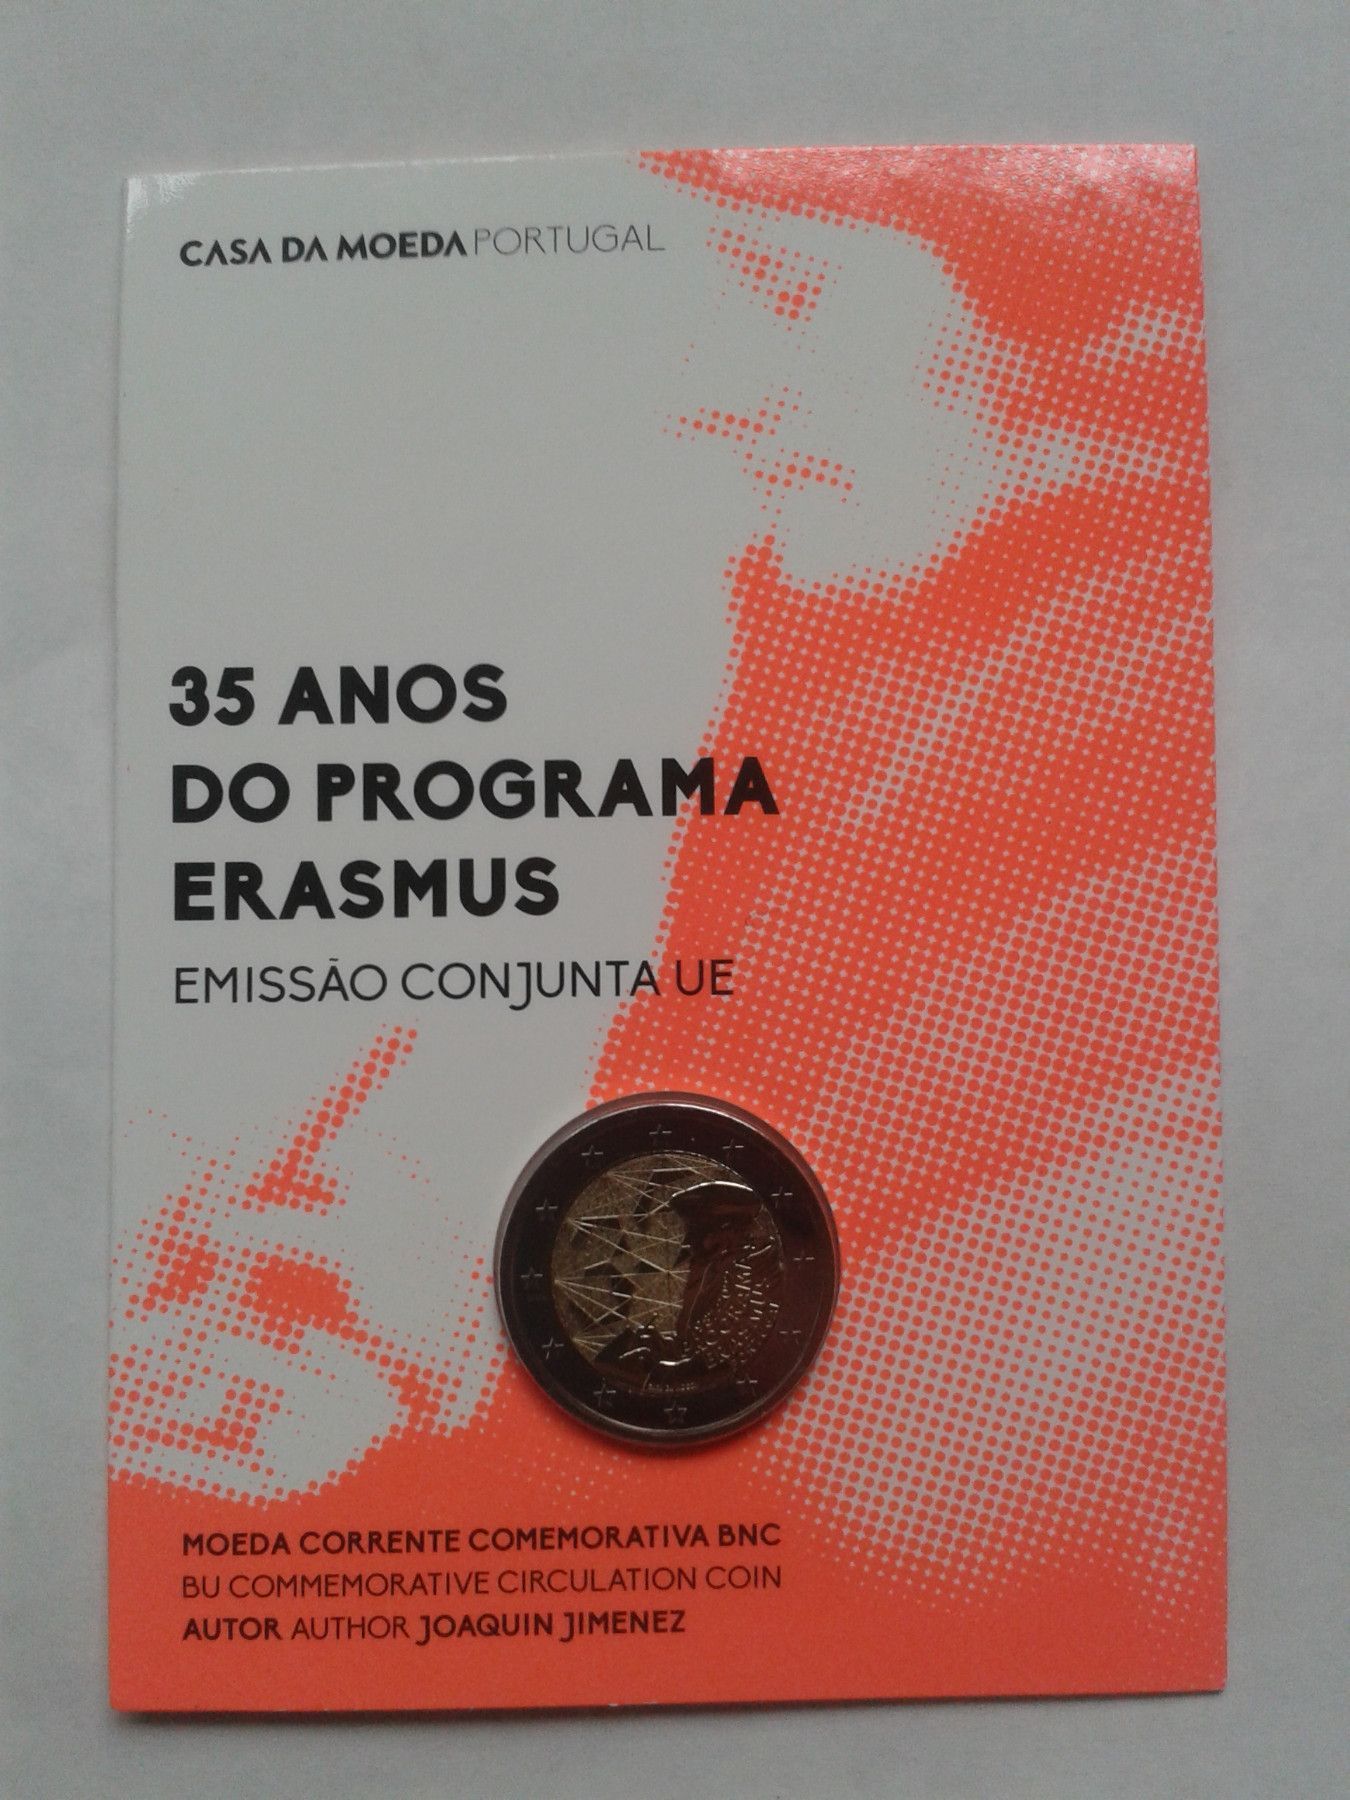 CASA DA MOEDA PORTUGAL
35 ANOS
DO PROGRAMA
ERASMUS
EMISSÃO CONJUNTA UE
MOEDA CORRENTE COMEMORATIVA BNC
BU COMMEMORATIVE CIRCULATION COIN
AUTOR AUTHOR JOAQUIN JIMENEZ